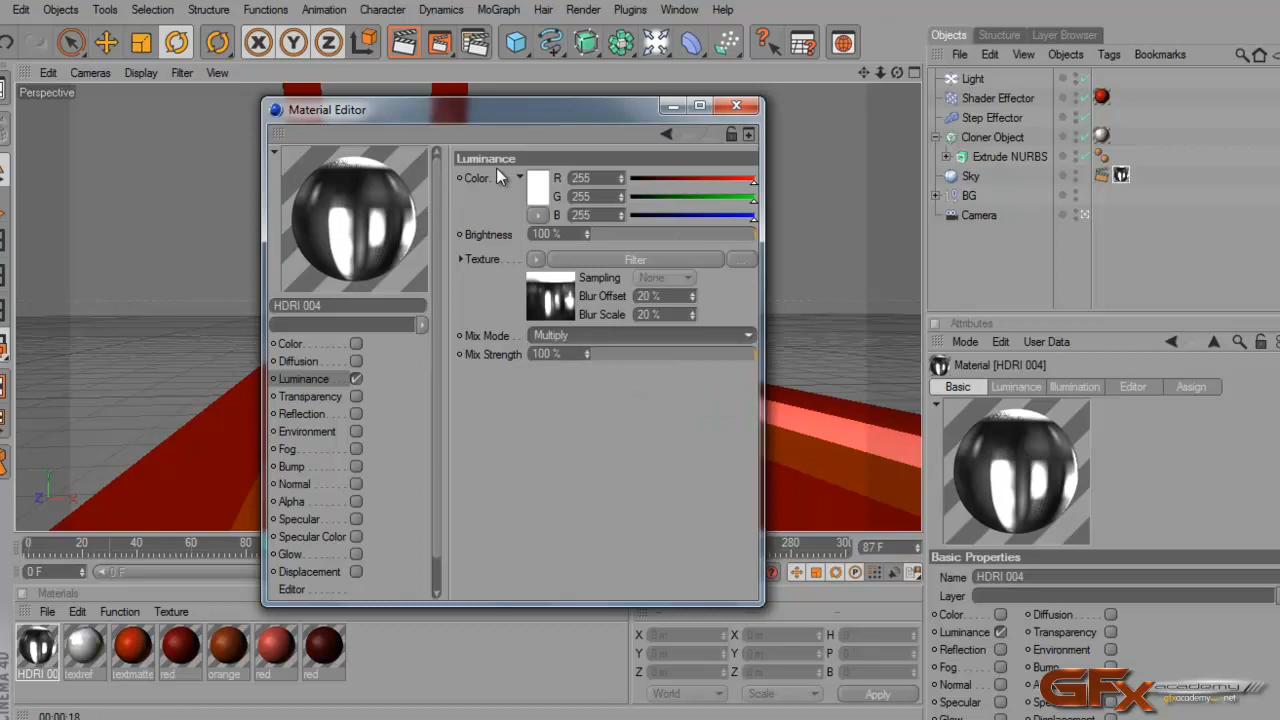 Edit Objects Tools Selection Structure Functions Animation Character Dynamics MoGraph Hair Render Plugins Window Help
X Y Z
Objects Structure Layer Browser
File Edit View Objects Tags Bookmarks
Edit Cameras Display Filter View
Perspective
Light
Shader Effector
Step Effector
Cloner Object
Extrude NURBS
Sky
BG
Camera
Material Editor
HDRI 004
Color
Diffusion
Luminance
Transparency
Reflection
Environment
Fog
Bump
Normal
Alpha
Specular
Specular Color
Glow
Displacement
Editor
Luminance
Color R 255
G 255
B 255
Brightness 100 %
Texture Filter ...
Sampling None
Blur Offset 20 %
Blur Scale 20 %
Mix Mode Multiply
Mix Strength 100 %
Attributes
Mode Edit User Data
Material [HDRI 004]
Basic Luminance Illumination Editor Assign
Basic Properties
Name HDRI 004
Layer
Color Diffusion
Luminance Transparency
Reflection Environment
Fog Bump
Normal
Specular
Glow
Z X
0 20 40 60 80 280 87 F
0 F 0 F
Materials
File Edit Function Texture
HDRI 00 textref textmatte red orange red red
X 0 m X 0 m H 0°
Y 0 m Y 0 m P 0°
Z 0 m Z 0 m B 0°
World Scale Apply
CINEMA 4D
00:00:18
GFx academy
gfxacademy.net